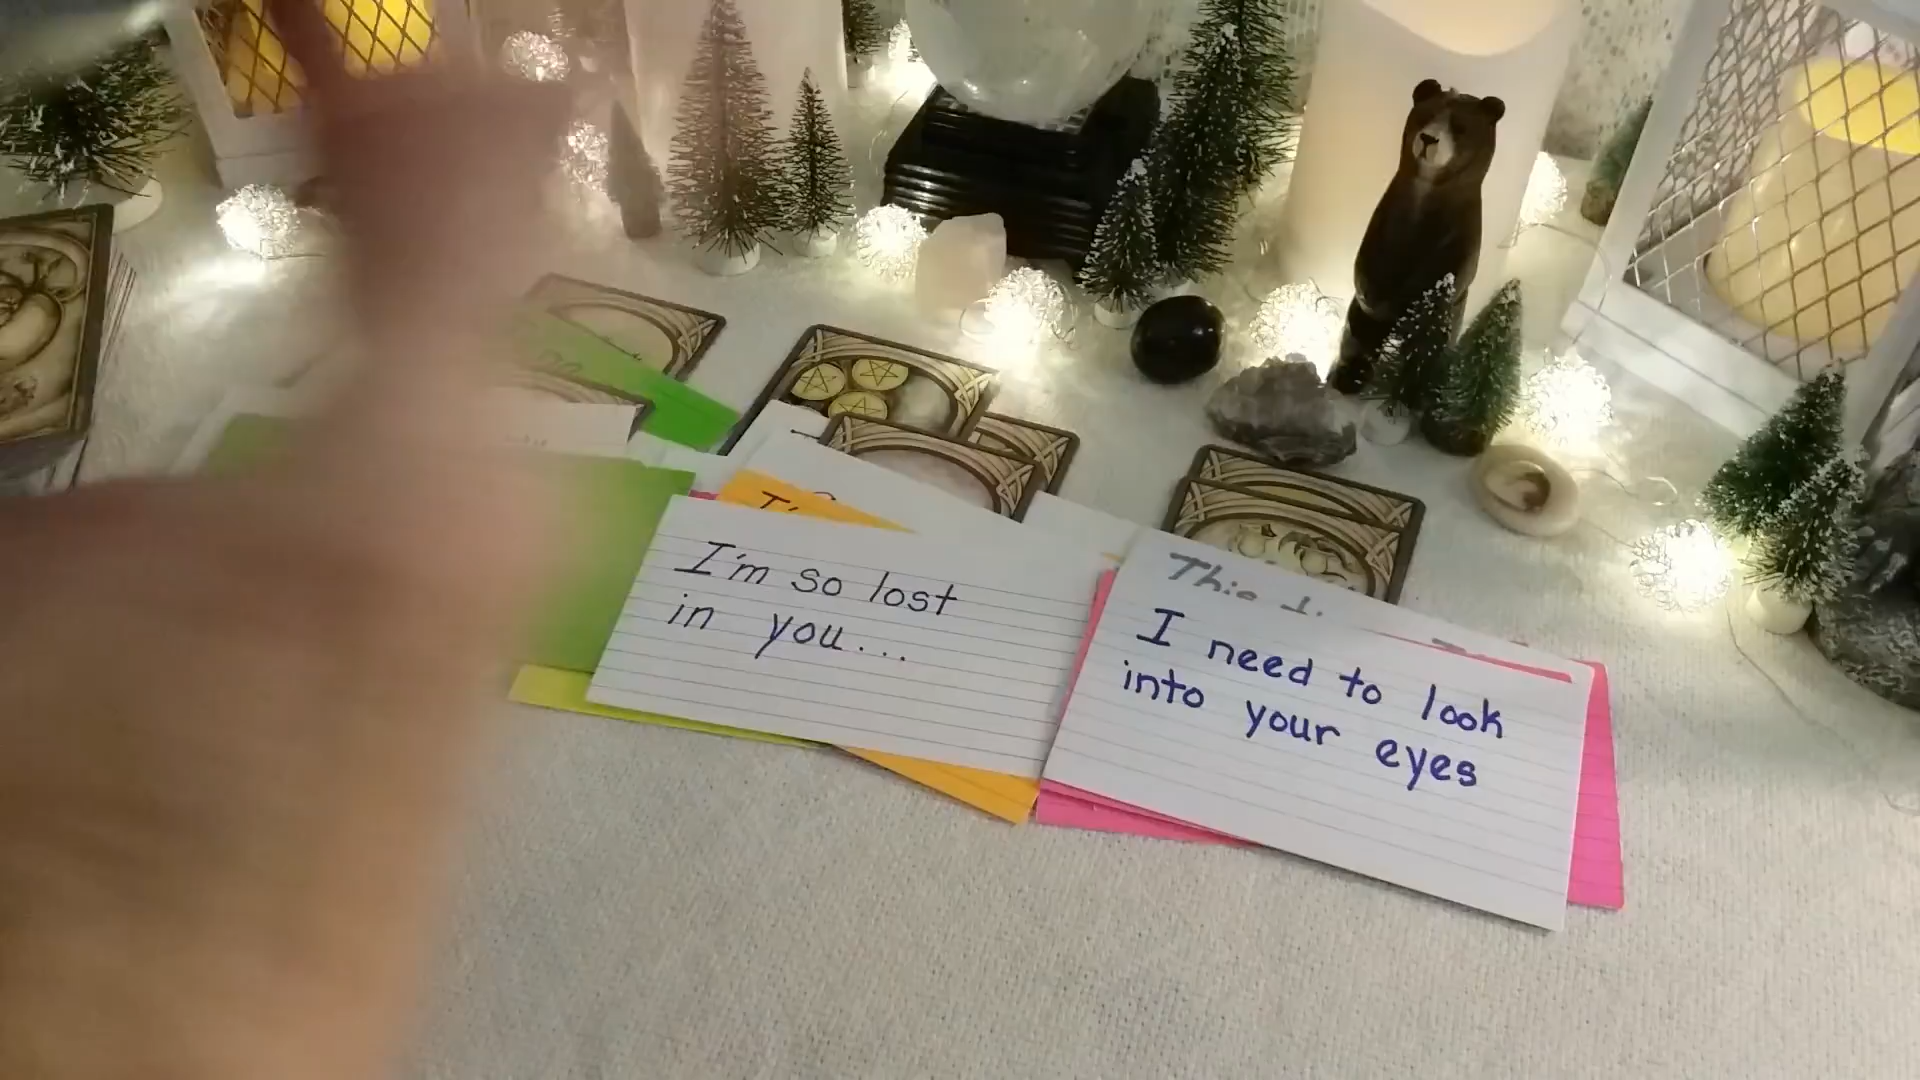 I'm so lost
in you...
I need to look
into your eyes